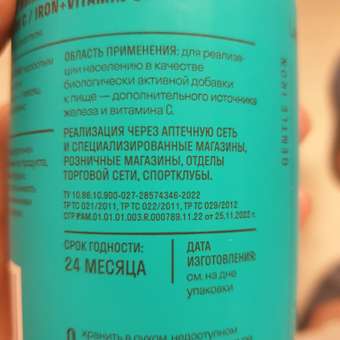 C / IRON+VITAMIN C
ОБЛАСТЬ ПРИМЕНЕНИЯ: для реализа-
ции населению в качестве
биологически активной добавки
к пище — дополнительного источника
железа и витамина С.
РЕАЛИЗАЦИЯ ЧЕРЕЗ АПТЕЧНУЮ СЕТЬ
И СПЕЦИАЛИЗИРОВАННЫЕ МАГАЗИНЫ,
РОЗНИЧНЫЕ МАГАЗИНЫ, ОТДЕЛЫ
ТОРГОВОЙ СЕТИ, СПОРТКЛУБЫ.
ТУ 10.86.10.900-027-28574346-2022
ТР ТС 021/2011, ТР ТС 022/2011, ТР ТС 029/2012
СГР №AM.01.01.01.003.R.000789.11.22 от 25.11.2022 г.
СРОК ГОДНОСТИ:
24 МЕСЯЦА
ДАТА
ИЗГОТОВЛЕНИЯ:
см. на дне
упаковки
хранить в сухом, недоступном
GENTLE IRON